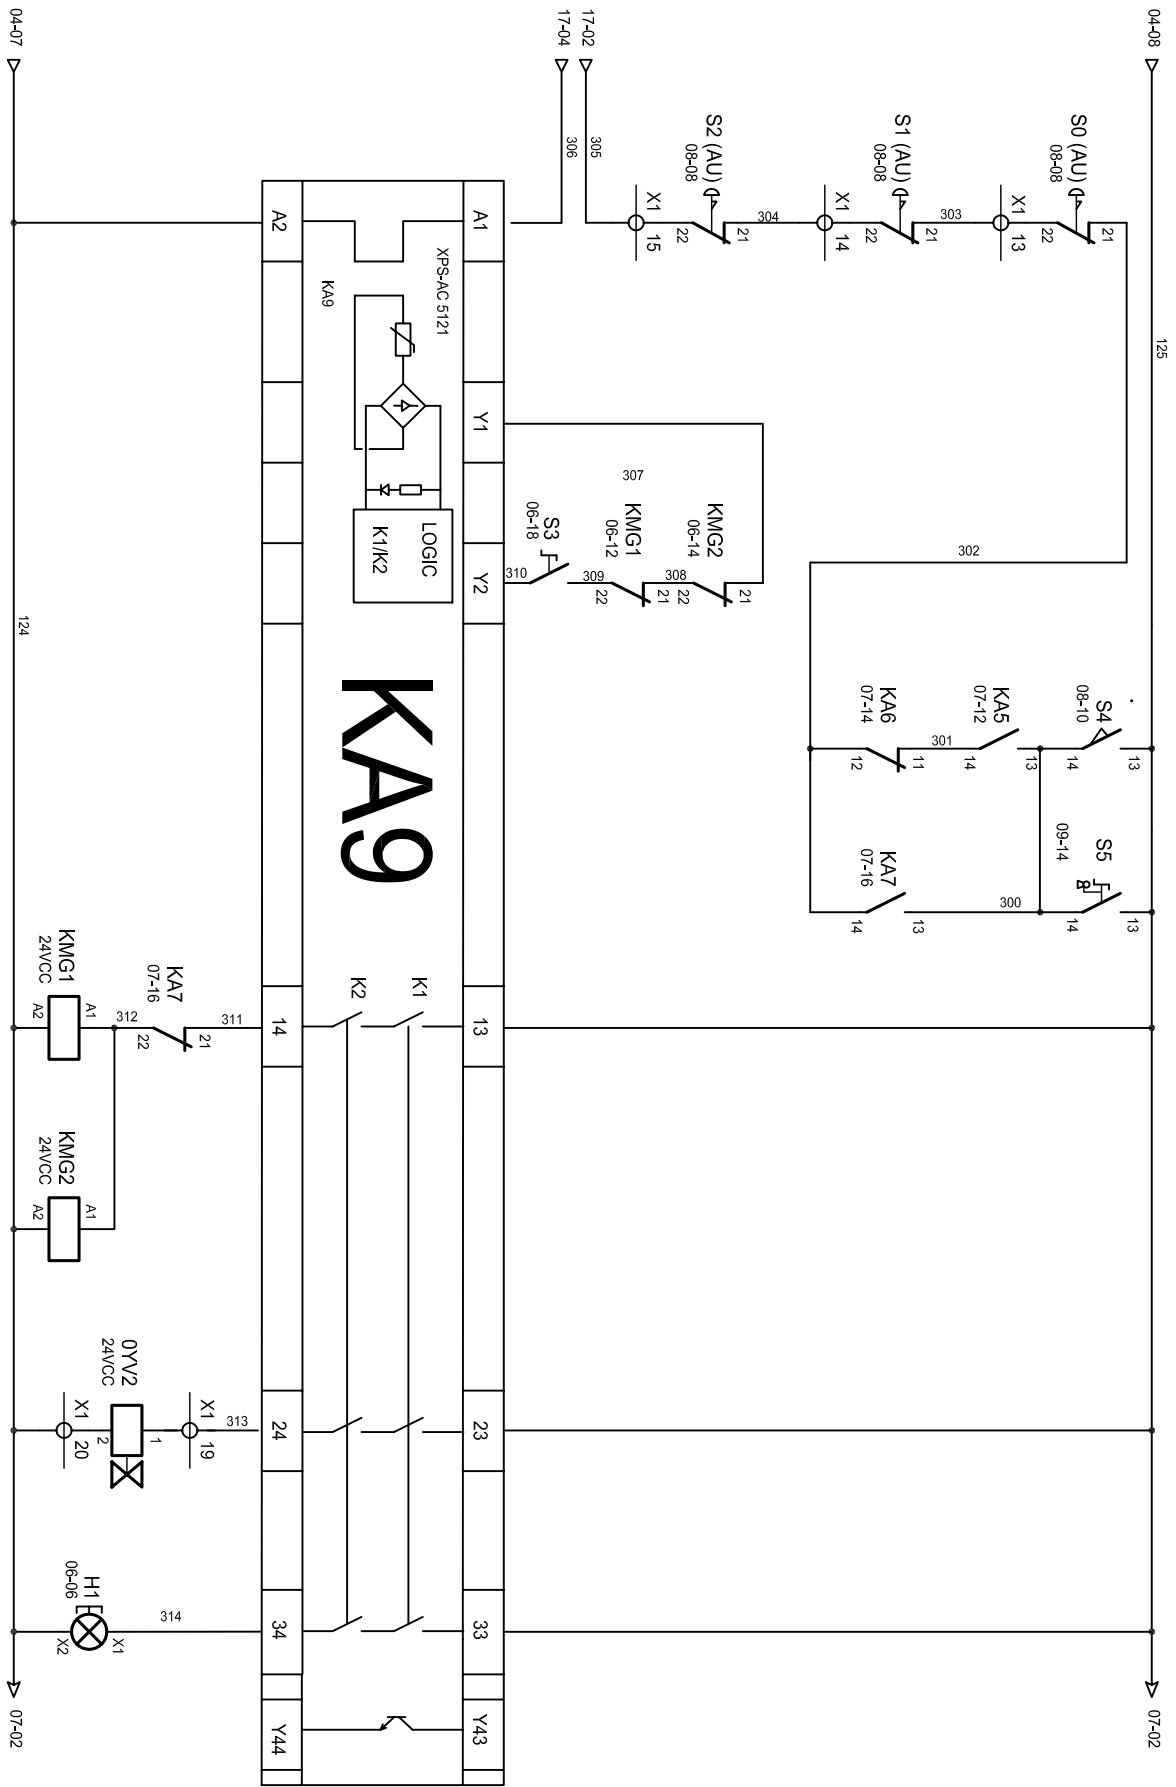 04-08
125
07-02
S0 (AU)
08-08
21
22
X1
13
303
S1 (AU)
08-08
21
22
X1
14
304
S2 (AU)
08-08
21
22
X1
15
17-02
305
17-04
306
302
S4
08-10
13
14
S5
09-14
13
14
300
KA5
07-12
13
14
301
KA6
07-14
11
12
KA7
07-16
13
14
307
KMG2
06-14
21
22
308
KMG1
06-12
21
22
309
S3
06-18
310
A1
Y1
Y2
13
23
33
Y43
XPS-AC 5121
KA9
LOGIC
K1/K2
KA9
K1
K2
A2
14
24
34
Y44
311
KA7
07-16
21
22
312
KMG1
24VCC
A1
A2
KMG2
24VCC
A1
A2
313
X1
19
0YV2
24VCC
1
2
X1
20
314
H1
06-06
X1
X2
04-07
124
07-02